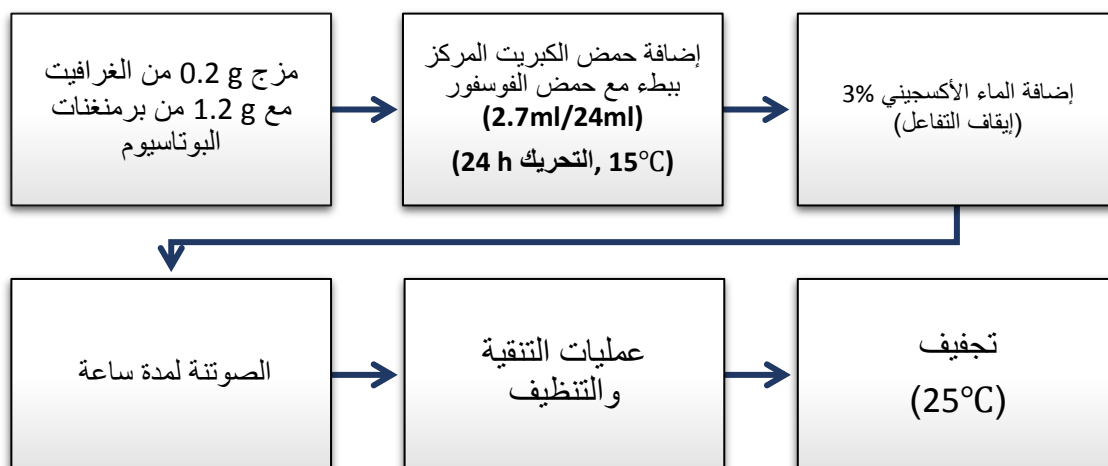 مزج 0.2 g من الغرافيت
مع 1.2 g من برمنغنات
البوتاسيوم
إضافة حمض الكبريت المركز
ببطء مع حمض الفوسفور
(2.7ml/24ml)
(24 h التحريك, 15℃)
إضافة الماء الأكسجيني 3%
(إيقاف التفاعل)
الصوتنة لمدة ساعة
عمليات التنقية
والتنظيف
تجفيف
(25℃)